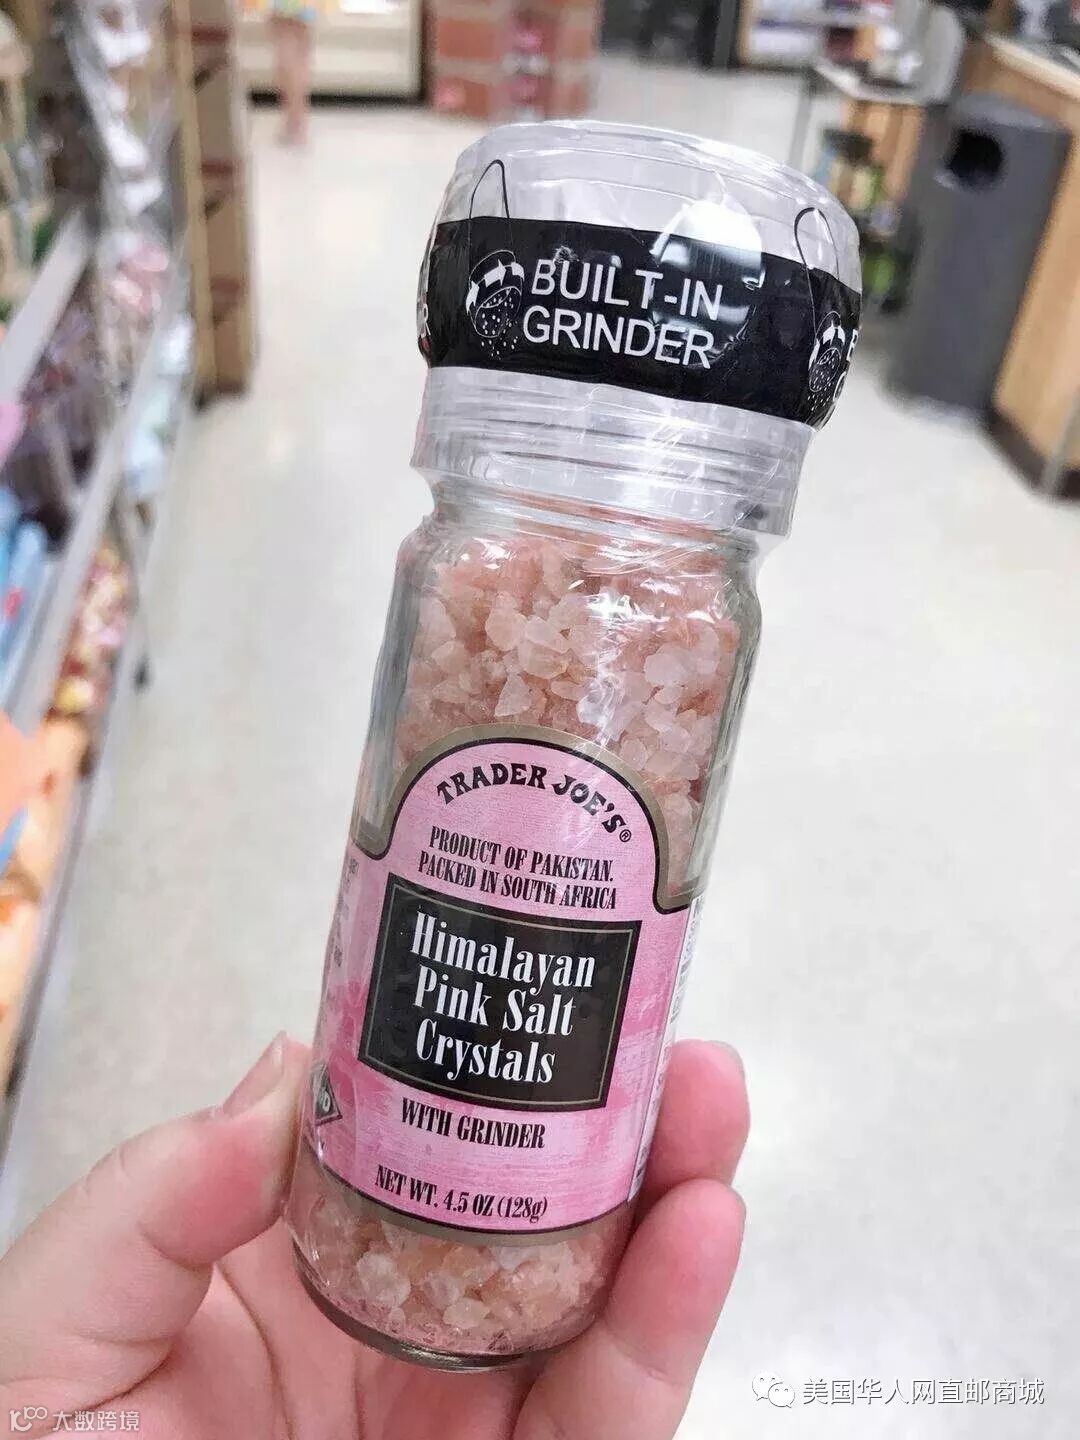 BUILT-IN
GRINDER
TRADER JOE'S®
PRODUCT OF PAKISTAN.
PACKED IN SOUTH AFRICA
Himalayan
Pink Salt
Crystals
WITH GRINDER
NET WT. 4.5 OZ (128g)
美国华人网直邮商城
大数跨境